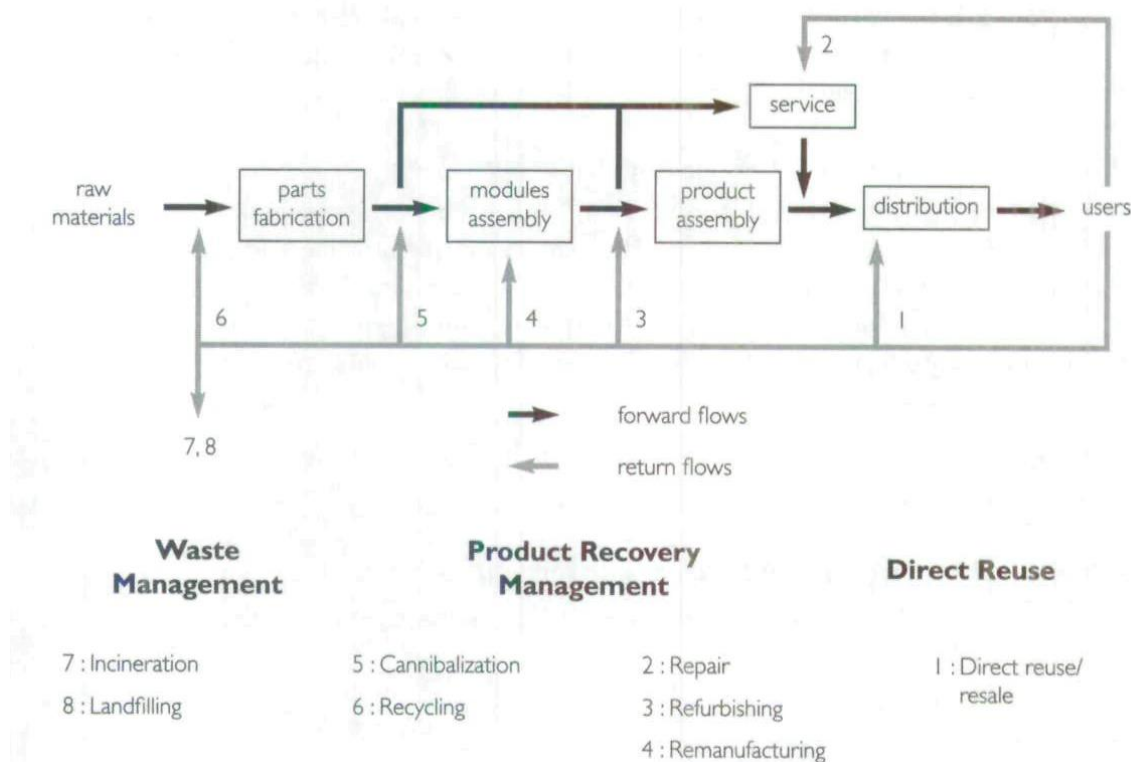 2
service
raw
materials
parts
fabrication
modules
assembly
product
assembly
distribution
users
6
5
4
3
1
7, 8
forward flows
return flows
Waste
Management
Product Recovery
Management
Direct Reuse
7 : Incineration
8 : Landfilling
5 : Cannibalization
6 : Recycling
2 : Repair
3 : Refurbishing
4 : Remanufacturing
1 : Direct reuse/
resale